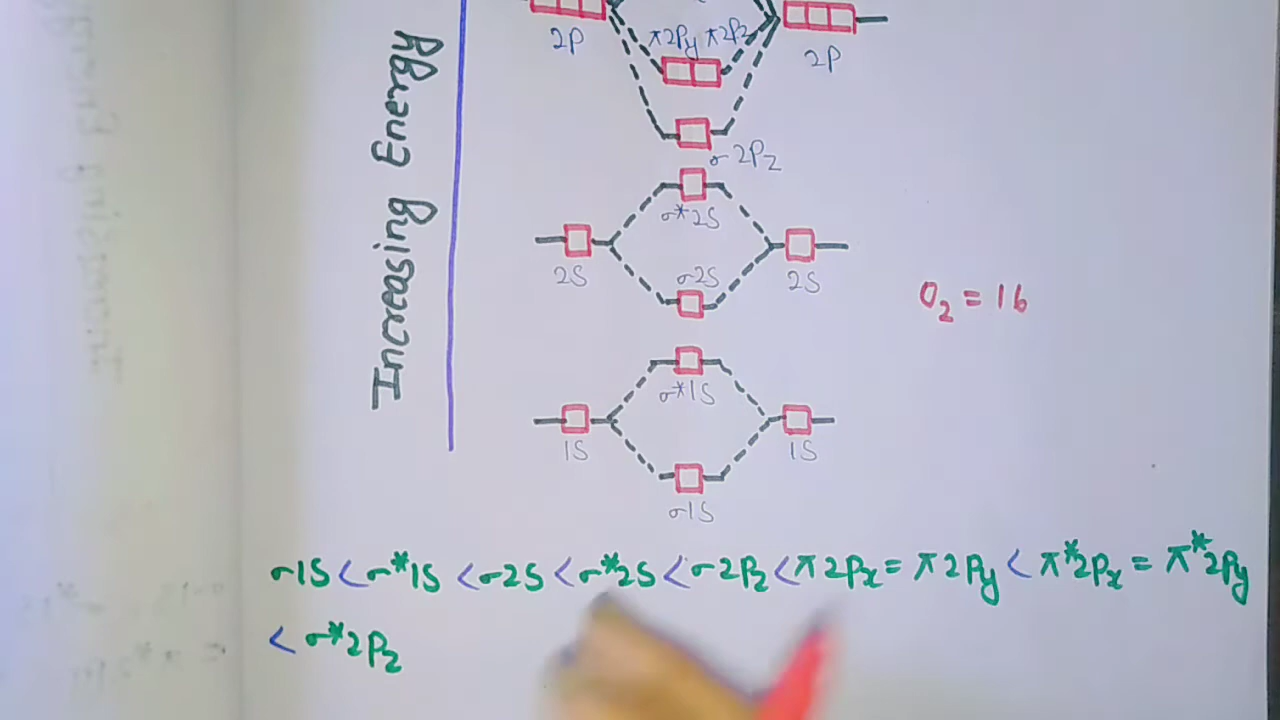 2P
π2Py π2Pz
2P
σ2Pz
σ*2S
2S
2S
σ2S
O2 = 16
σ*1S
1S
1S
σ1S
Increasing Energy
σ1S < σ*1S < σ2S < σ*2S < σ2Pz < π2Px = π2Py < π*2Px = π*2Py
< σ*2Pz